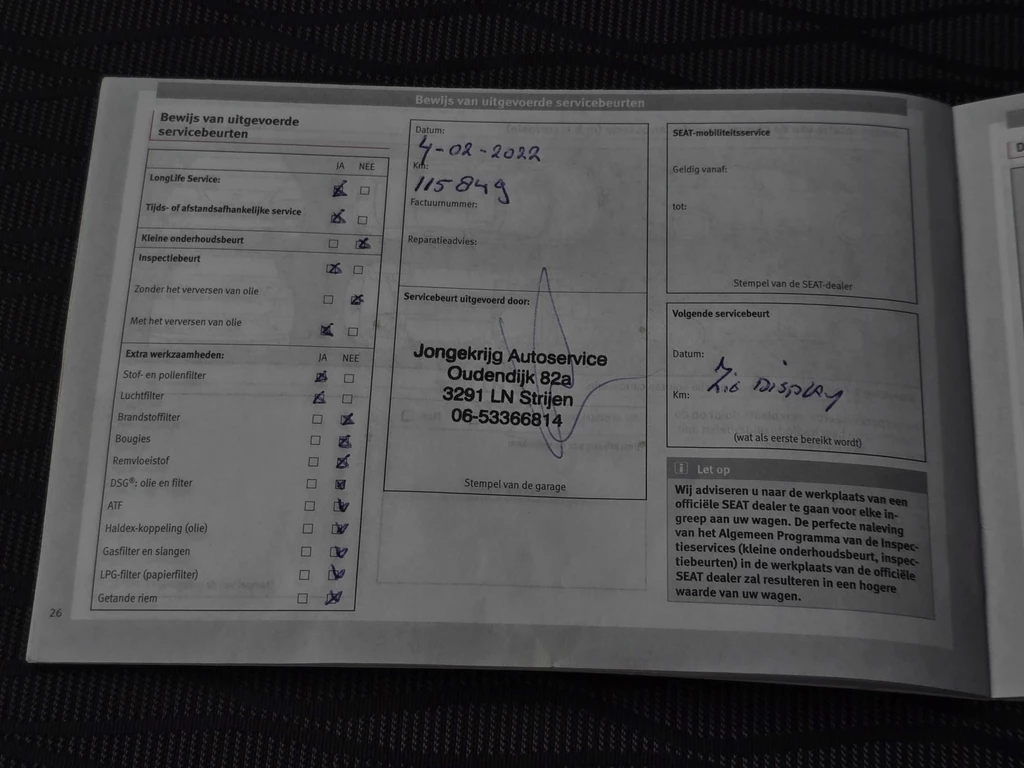 Bewijs van uitgevoerde servicebeurten
Bewijs van uitgevoerde
servicebeurten
JA NEE
LongLife Service:
Tijds- of afstandsafhankelijke service
Kleine onderhoudsbeurt
Inspectiebeurt
Zonder het verversen van olie
Met het verversen van olie
Extra werkzaamheden: JA NEE
Stof- en pollenfilter
Luchtfilter
Brandstoffilter
Bougies
Remvloeistof
DSG®: olie en filter
ATF
Haldex-koppeling (olie)
Gasfilter en slangen
LPG-filter (papierfilter)
Getande riem
26
Datum:
4-02-2022
Km:
115849
Factuurnummer:
Reparatieadvies:
Servicebeurt uitgevoerd door:
Jongekrijg Autoservice
Oudendijk 82a
3291 LN Strijen
06-53366814
Stempel van de garage
SEAT-mobiliteitsservice
Geldig vanaf:
tot:
Stempel van de SEAT-dealer
Volgende servicebeurt
Datum:
Zie DISPLAY
Km:
(wat als eerste bereikt wordt)
i Let op
Wij adviseren u naar de werkplaats van een
officiële SEAT dealer te gaan voor elke in-
greep aan uw wagen. De perfecte naleving
van het Algemeen Programma van de Inspec-
tieservices (kleine onderhoudsbeurt, inspec-
tiebeurten) in de werkplaats van de officiële
SEAT dealer zal resulteren in een hogere
waarde van uw wagen.
D